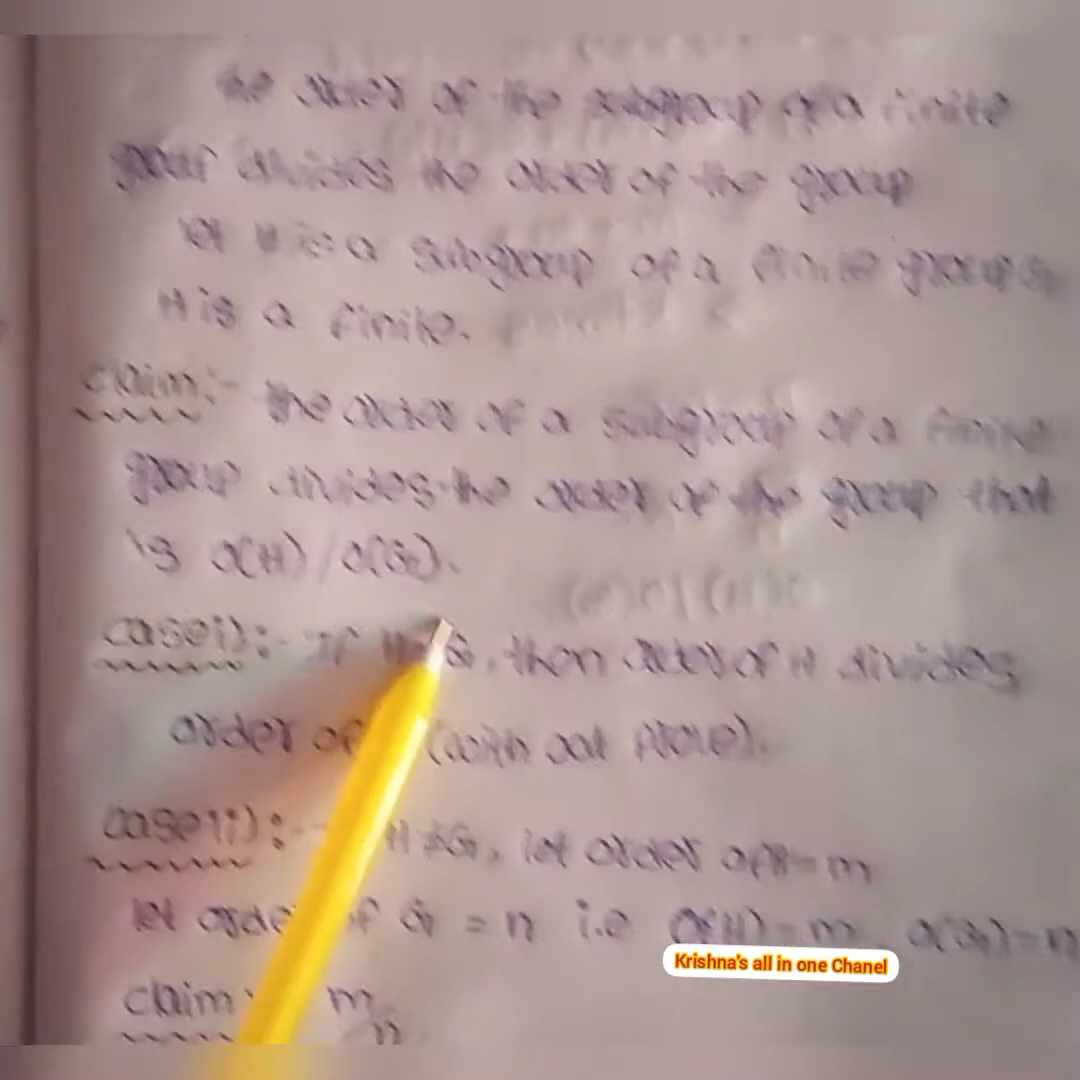 the order of the subgroup of a finite
group divides the order of the group
let H is a subgroup of a finite group G,
H is a finite.
claim:- the order of a subgroup of a finite
group divides the order of the group that
is O(H)/O(G).
case i):- If H=G, then order of H divides
order of (with out prove).
case ii):- H≠G, let order of H=m
let order of G = n i.e O(H)=m, O(G)=n
Krishna's all in one Chanel
claim: m/n.